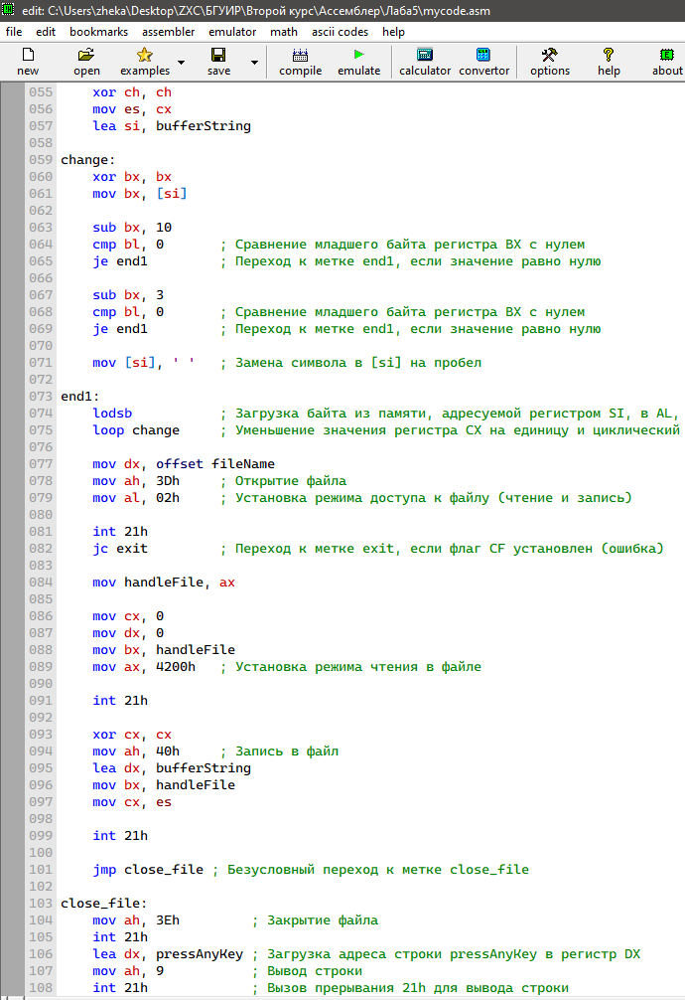 edit: C:\Users\zheka\Desktop\ZXC\БГУИР\Второй курс\Ассемблер\Лаба5\mycode.asm
file edit bookmarks assembler emulator math ascii codes help
new open examples save compile emulate calculator convertor options help about
055 xor ch, ch
056 mov es, cx
057 lea si, bufferString
058
059 change:
060 xor bx, bx
061 mov bx, [si]
062
063 sub bx, 10
064 cmp bl, 0 ; Сравнение младшего байта регистра BX с нулем
065 je end1 ; Переход к метке end1, если значение равно нулю
066
067 sub bx, 3
068 cmp bl, 0 ; Сравнение младшего байта регистра BX с нулем
069 je end1 ; Переход к метке end1, если значение равно нулю
070
071 mov [si], ' ' ; Замена символа в [si] на пробел
072
073 end1:
074 lodsb ; Загрузка байта из памяти, адресуемой регистром SI, в AL,
075 loop change ; Уменьшение значения регистра CX на единицу и циклический
076
077 mov dx, offset fileName
078 mov ah, 3Dh ; Открытие файла
079 mov al, 02h ; Установка режима доступа к файлу (чтение и запись)
080
081 int 21h
082 jc exit ; Переход к метке exit, если флаг CF установлен (ошибка)
083
084 mov handleFile, ax
085
086 mov cx, 0
087 mov dx, 0
088 mov bx, handleFile
089 mov ax, 4200h ; Установка режима чтения в файле
090
091 int 21h
092
093 xor cx, cx
094 mov ah, 40h ; Запись в файл
095 lea dx, bufferString
096 mov bx, handleFile
097 mov cx, es
098
099 int 21h
100
101 jmp close_file ; Безусловный переход к метке close_file
102
103 close_file:
104 mov ah, 3Eh ; Закрытие файла
105 int 21h
106 lea dx, pressAnyKey ; Загрузка адреса строки pressAnyKey в регистр DX
107 mov ah, 9 ; Вывод строки
108 int 21h ; Вызов прерывания 21h для вывода строки